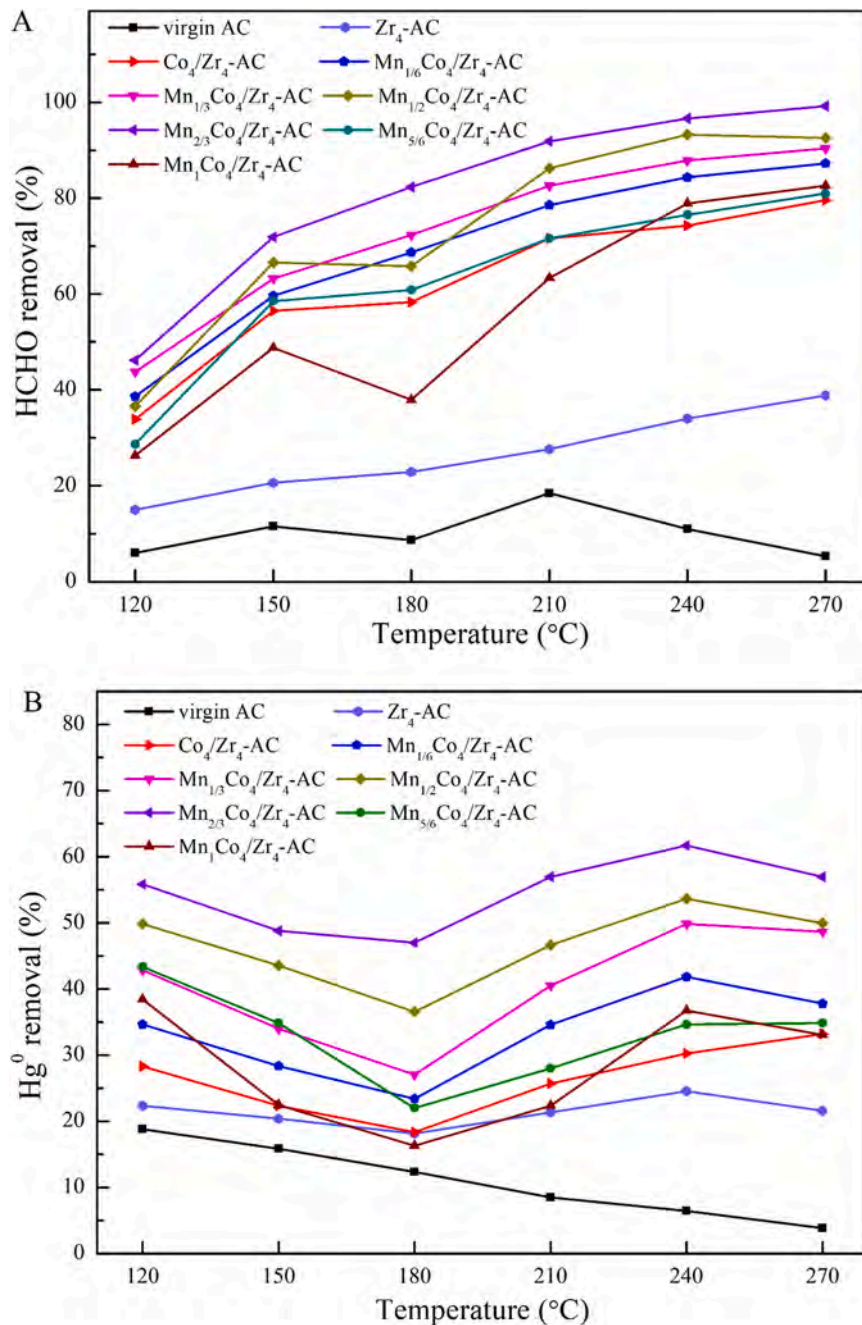 A
virgin AC Zr₄-AC
Co₄/Zr₄-AC Mn₁/₆Co₄/Zr₄-AC
Mn₁/₃Co₄/Zr₄-AC Mn₁/₂Co₄/Zr₄-AC
Mn₂/₃Co₄/Zr₄-AC Mn₅/₆Co₄/Zr₄-AC
Mn₁Co₄/Zr₄-AC
HCHO removal (%)
100
80
60
40
20
0
120 150 180 210 240 270
Temperature (°C)
B
virgin AC Zr₄-AC
Co₄/Zr₄-AC Mn₁/₆Co₄/Zr₄-AC
Mn₁/₃Co₄/Zr₄-AC Mn₁/₂Co₄/Zr₄-AC
Mn₂/₃Co₄/Zr₄-AC Mn₅/₆Co₄/Zr₄-AC
Mn₁Co₄/Zr₄-AC
Hg⁰ removal (%)
80
70
60
50
40
30
20
10
0
120 150 180 210 240 270
Temperature (°C)